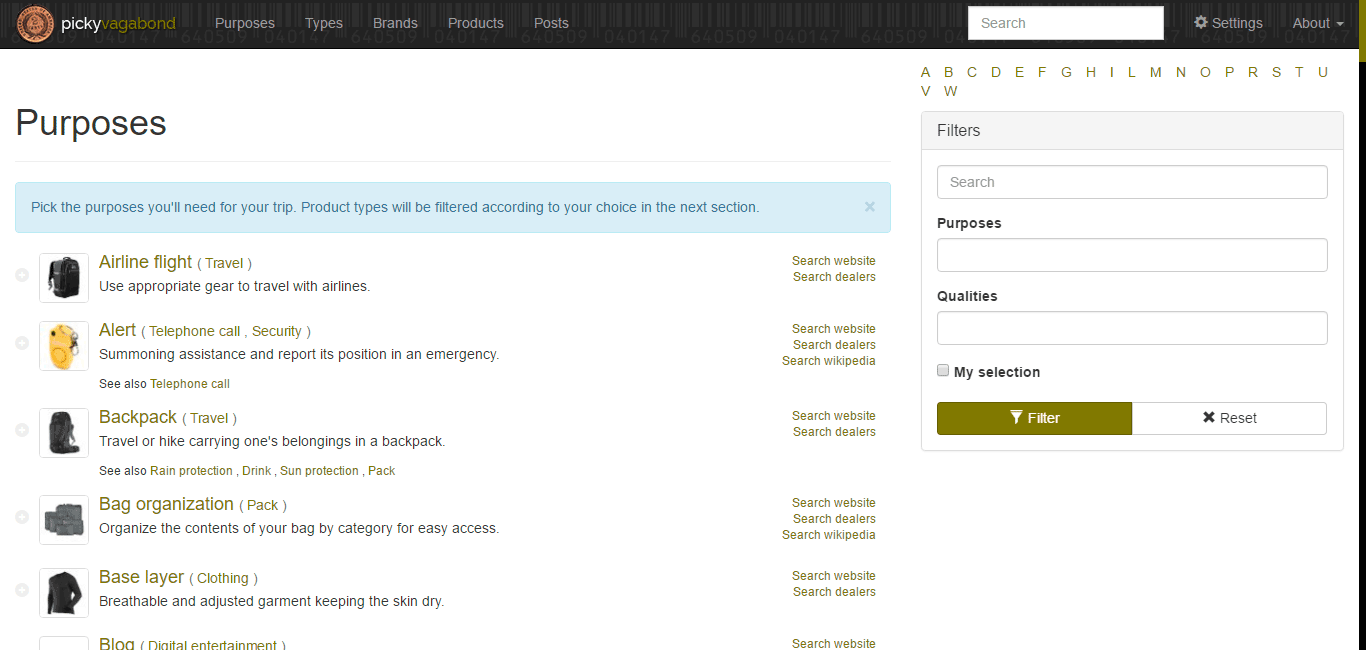 pickyvagabond Purposes Types Brands Products Posts Search Settings About
A B C D E F G H I L M N O P R S T U
V W
Purposes
Pick the purposes you'll need for your trip. Product types will be filtered according to your choice in the next section. ×
Airline flight ( Travel )
Use appropriate gear to travel with airlines.
Search website
Search dealers
Alert ( Telephone call , Security )
Summoning assistance and report its position in an emergency.
See also Telephone call
Search website
Search dealers
Search wikipedia
Backpack ( Travel )
Travel or hike carrying one's belongings in a backpack.
See also Rain protection , Drink , Sun protection , Pack
Search website
Search dealers
Bag organization ( Pack )
Organize the contents of your bag by category for easy access.
Search website
Search dealers
Search wikipedia
Base layer ( Clothing )
Breathable and adjusted garment keeping the skin dry.
Search website
Search dealers
Blog ( Digital entertainment )
Search website
Filters
Search
Purposes
Qualities
My selection
Filter
Reset